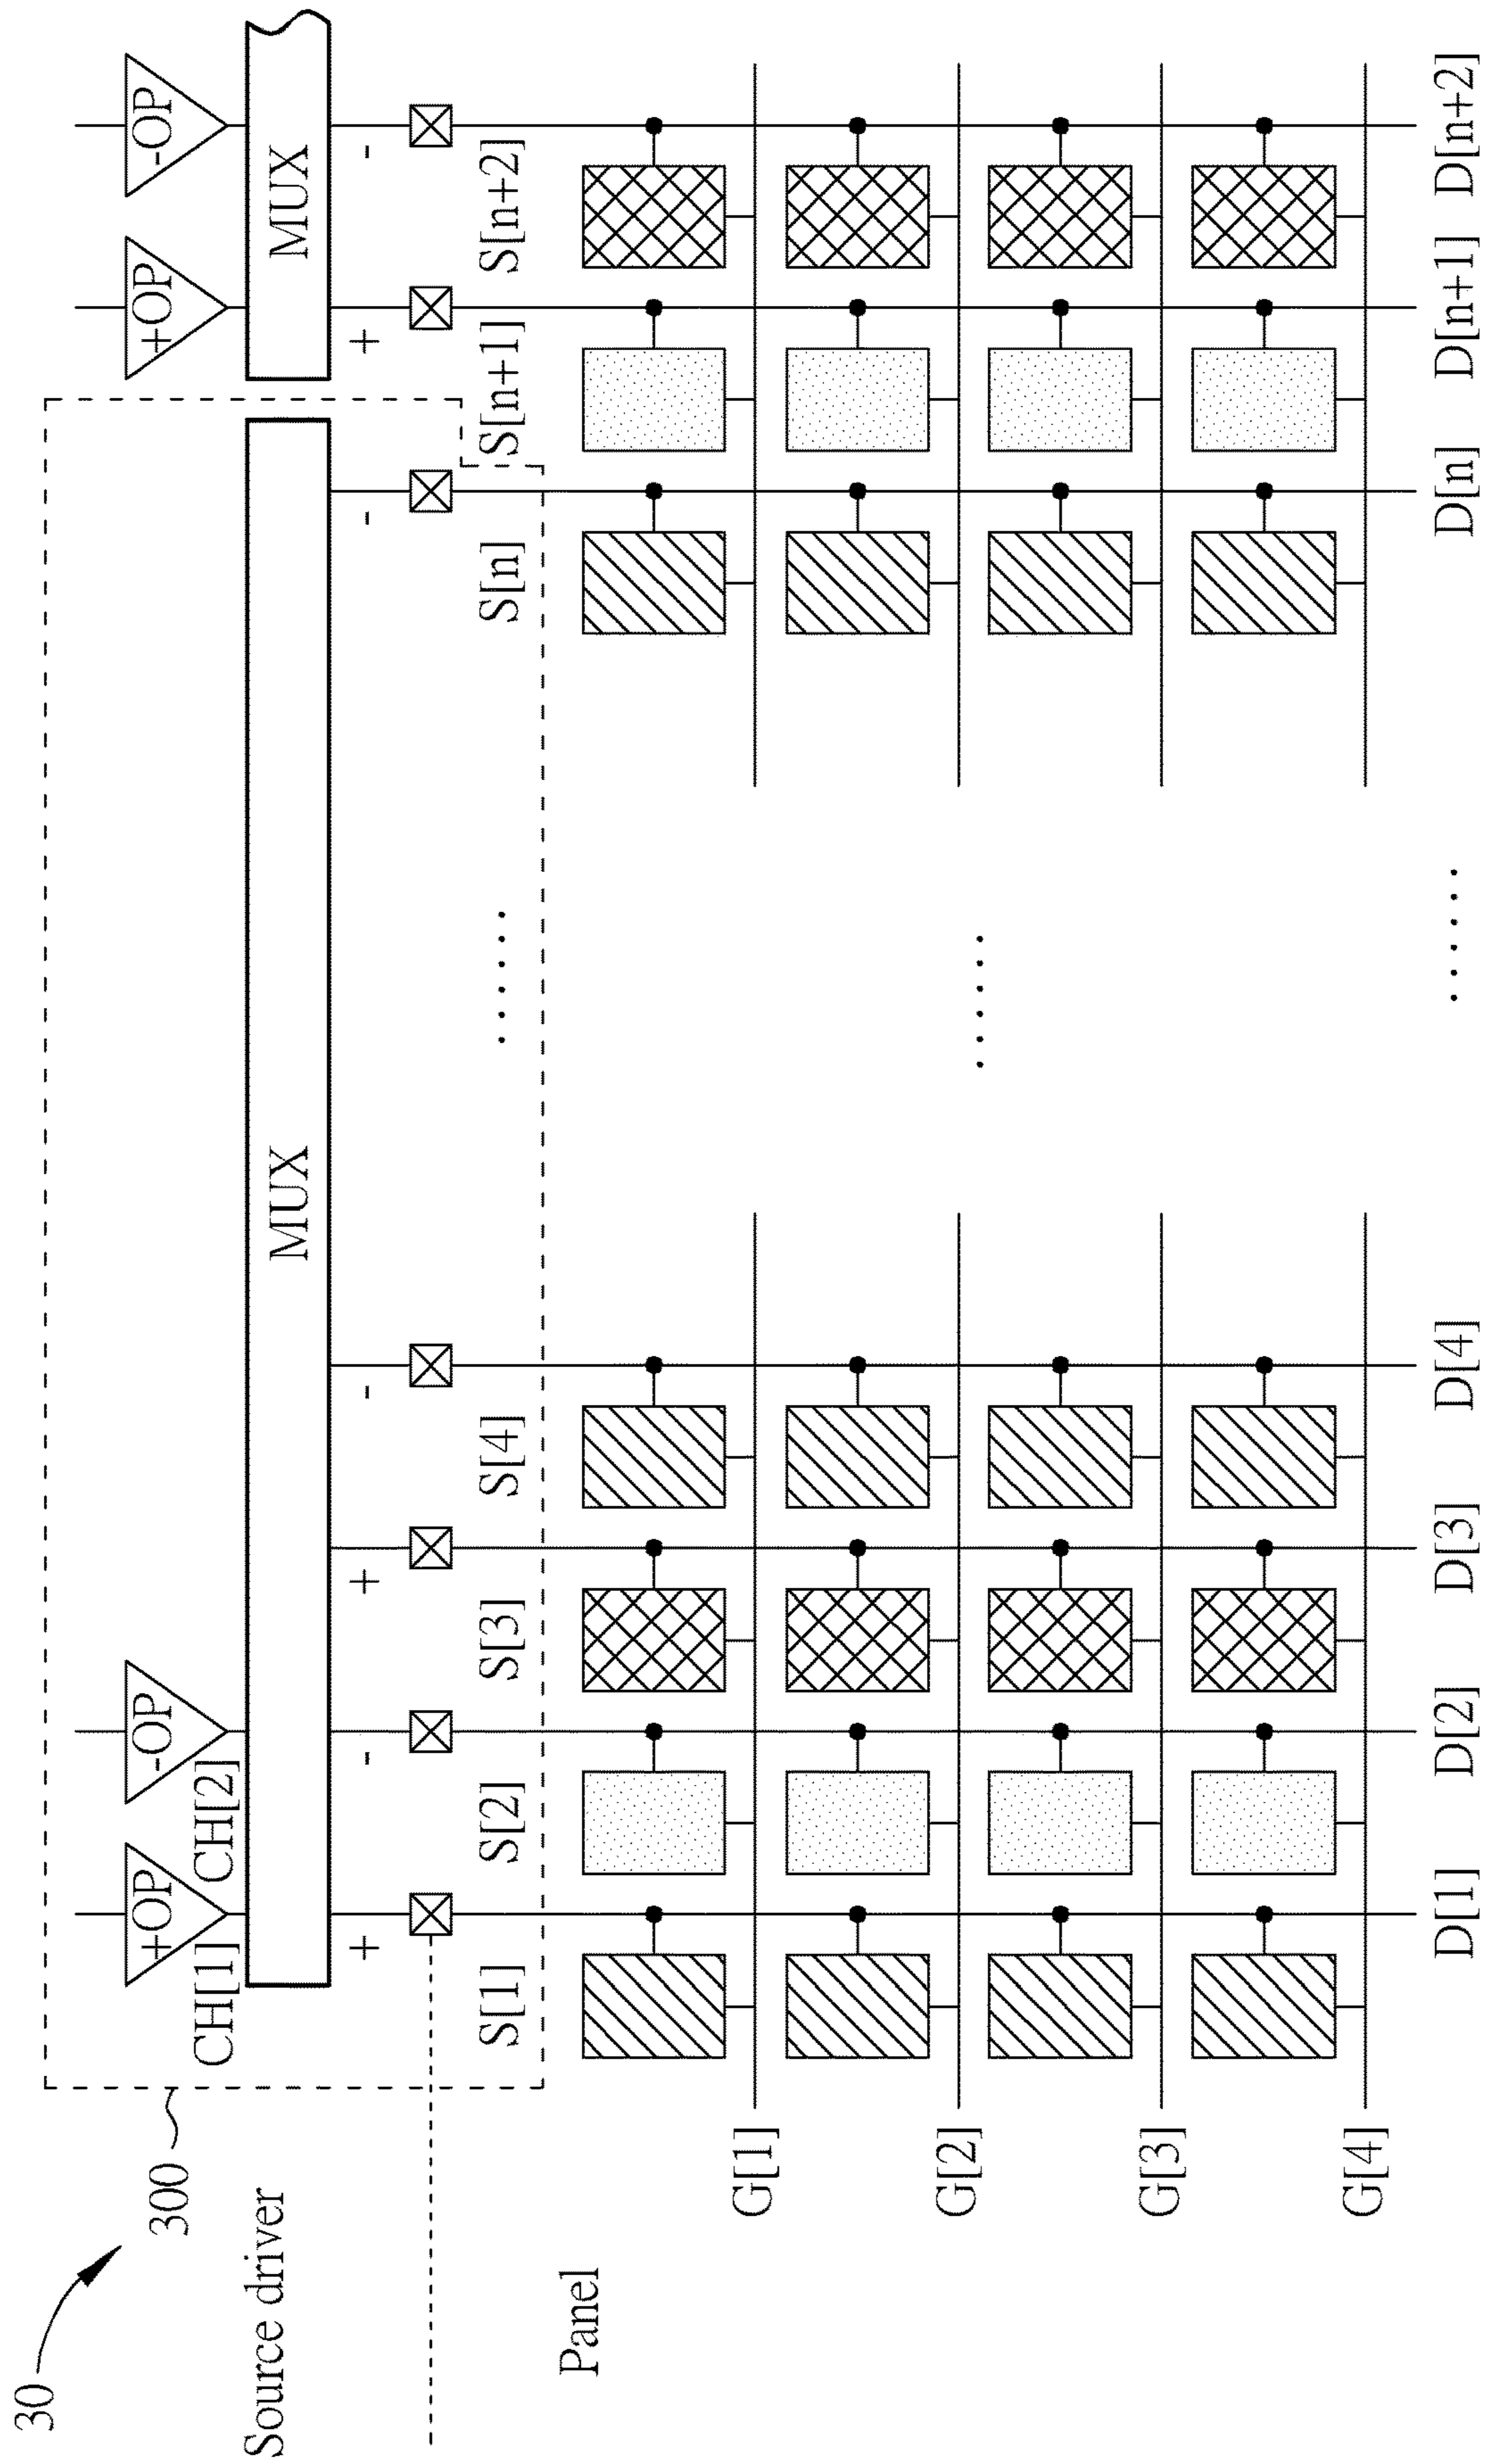 30
300
Source driver
Panel
+OP
-OP
+OP
-OP
CH[1]
CH[2]
MUX
MUX
+
-
+
-
-
+
-
S[1]
S[2]
S[3]
S[4]
......
S[n]
S[n+1]
S[n+2]
G[1]
G[2]
......
G[3]
G[4]
D[1]
D[2]
D[3]
D[4]
......
D[n]
D[n+1]
D[n+2]